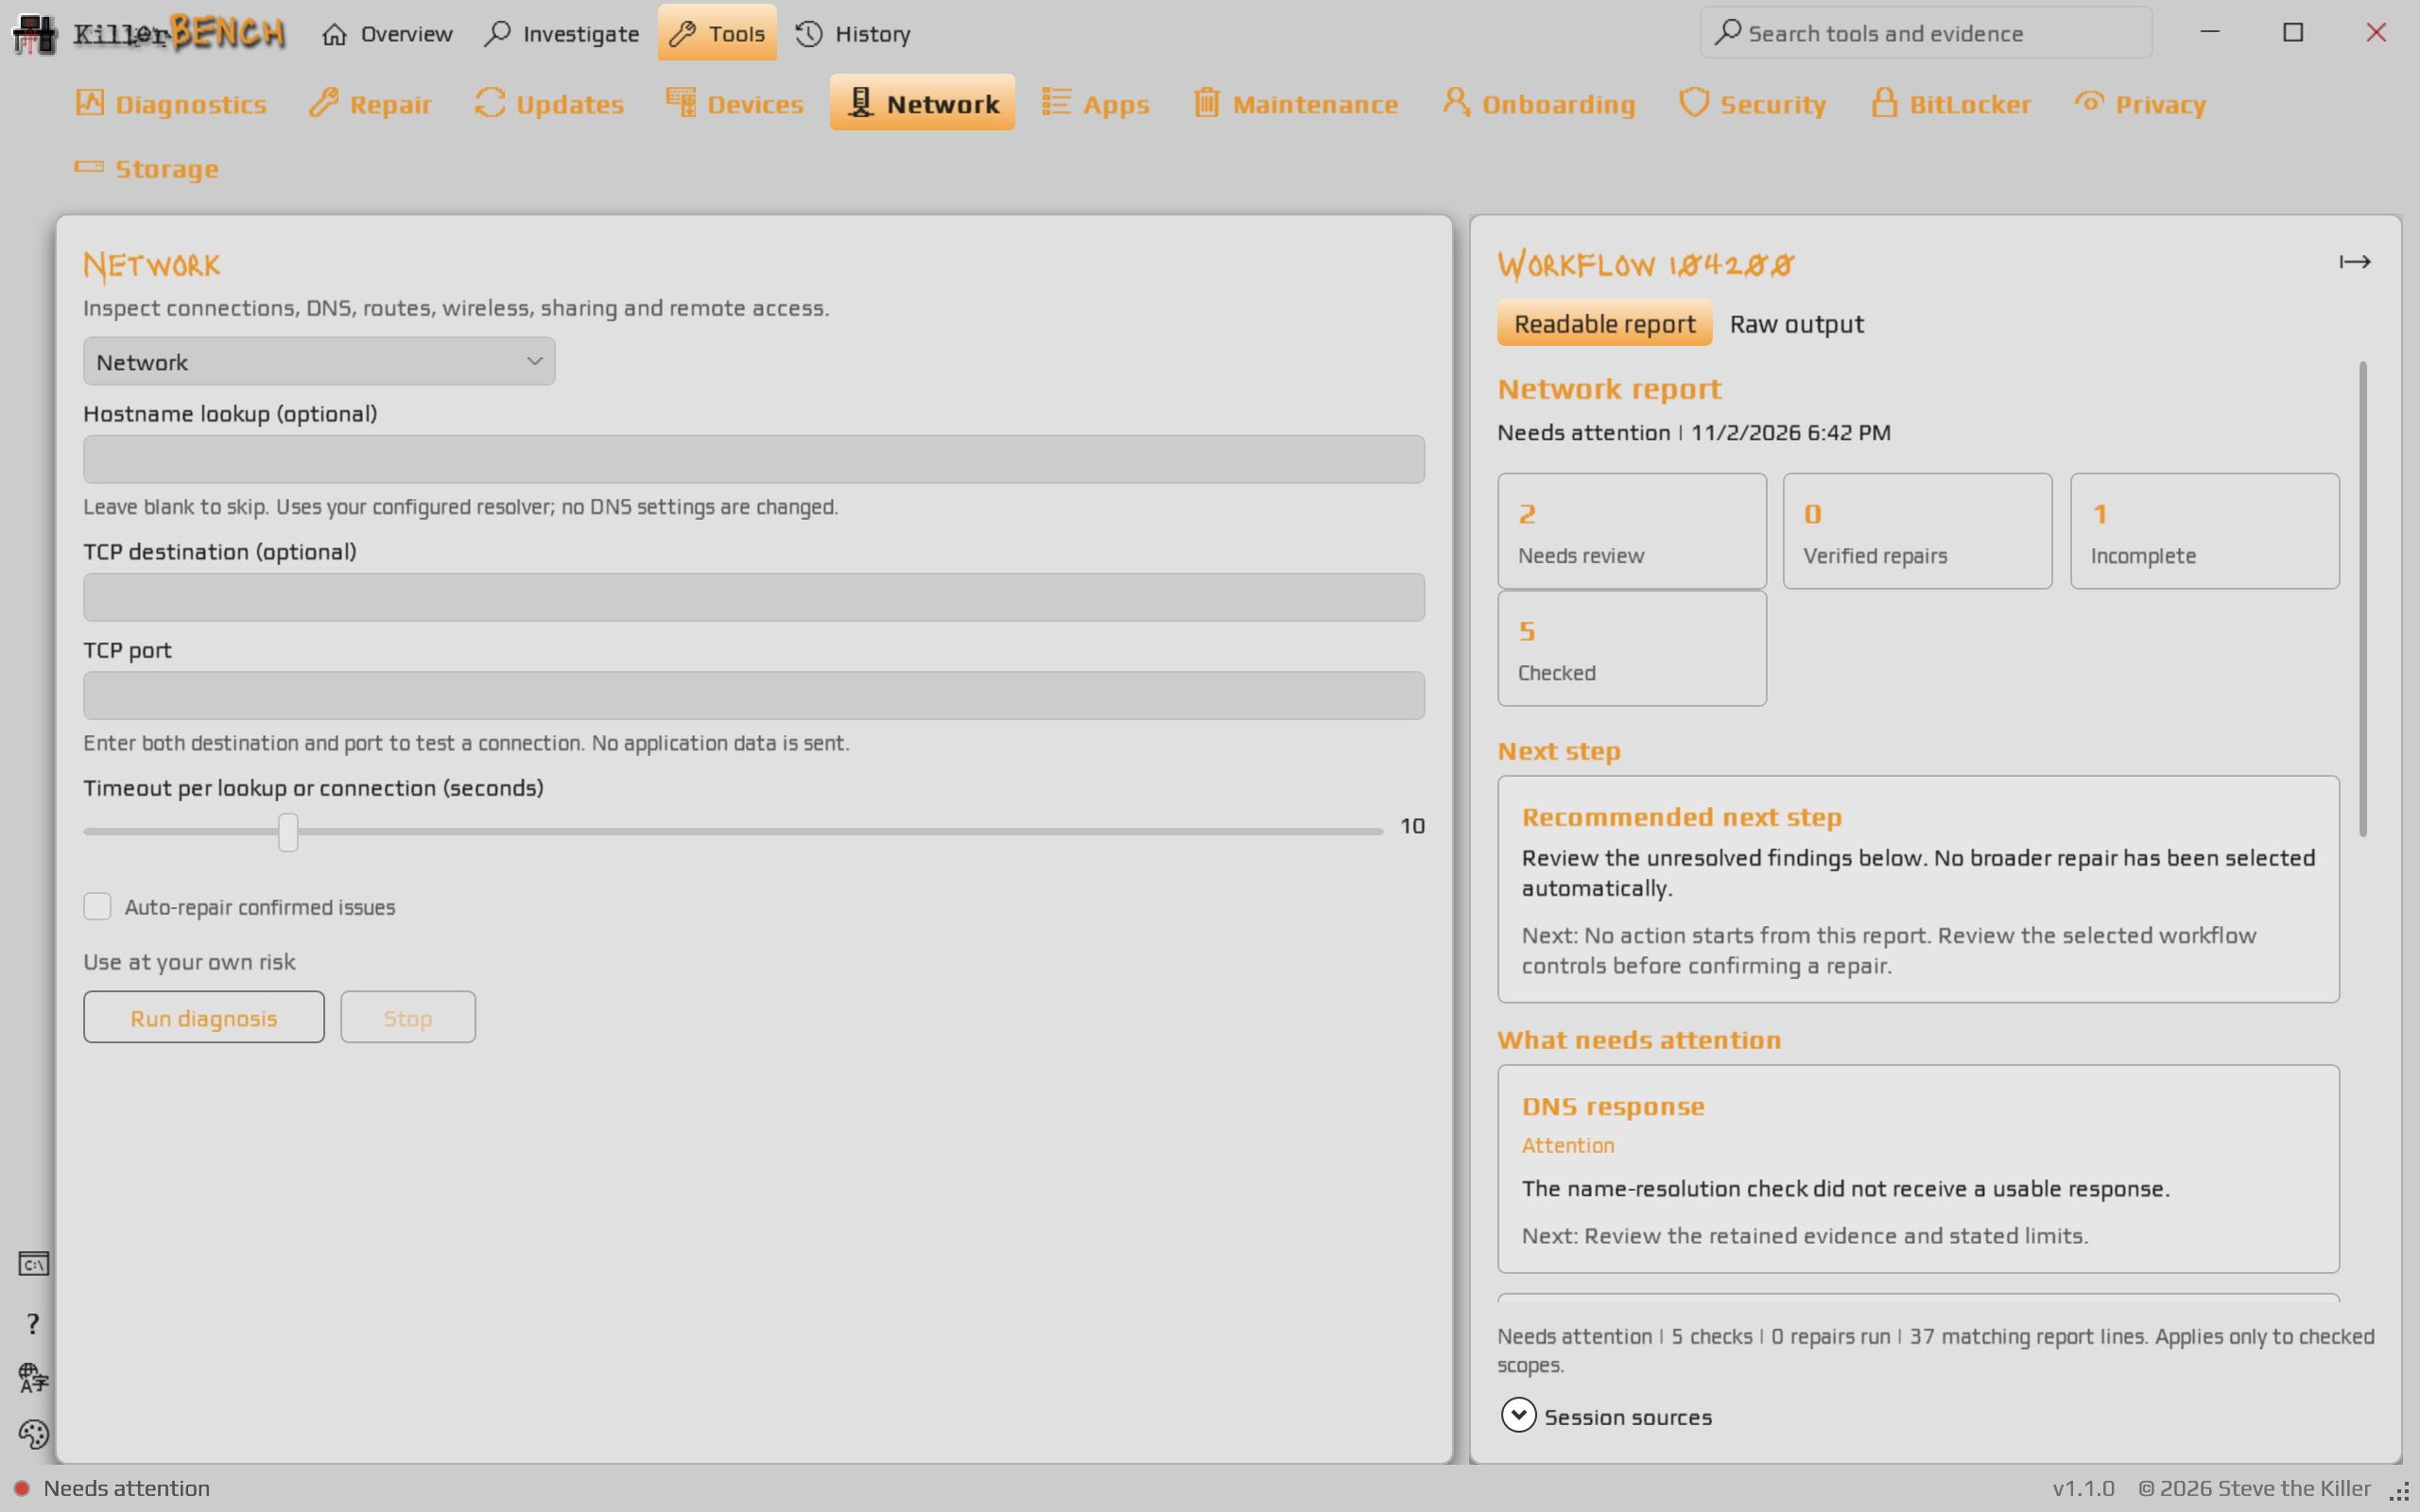 KillerBENCH
Overview
Investigate
Tools
History
Search tools and evidence
Diagnostics
Repair
Updates
Devices
Network
Apps
Maintenance
Onboarding
Security
BitLocker
Privacy
Storage
Network
Inspect connections, DNS, routes, wireless, sharing and remote access.
Network
Hostname lookup (optional)
Leave blank to skip. Uses your configured resolver; no DNS settings are changed.
TCP destination (optional)
TCP port
Enter both destination and port to test a connection. No application data is sent.
Timeout per lookup or connection (seconds)
10
Auto-repair confirmed issues
Use at your own risk
Run diagnosis
Stop
Workflow 104200
Readable report
Raw output
Network report
Needs attention | 11/2/2026 6:42 PM
2
Needs review
0
Verified repairs
1
Incomplete
5
Checked
Next step
Recommended next step
Review the unresolved findings below. No broader repair has been selected
automatically.
Next: No action starts from this report. Review the selected workflow
controls before confirming a repair.
What needs attention
DNS response
Attention
The name-resolution check did not receive a usable response.
Next: Review the retained evidence and stated limits.
Needs attention | 5 checks | 0 repairs run | 37 matching report lines. Applies only to checked
scopes.
Session sources
C:\
?
A字
Needs attention
v1.1.0
© 2026 Steve the Killer